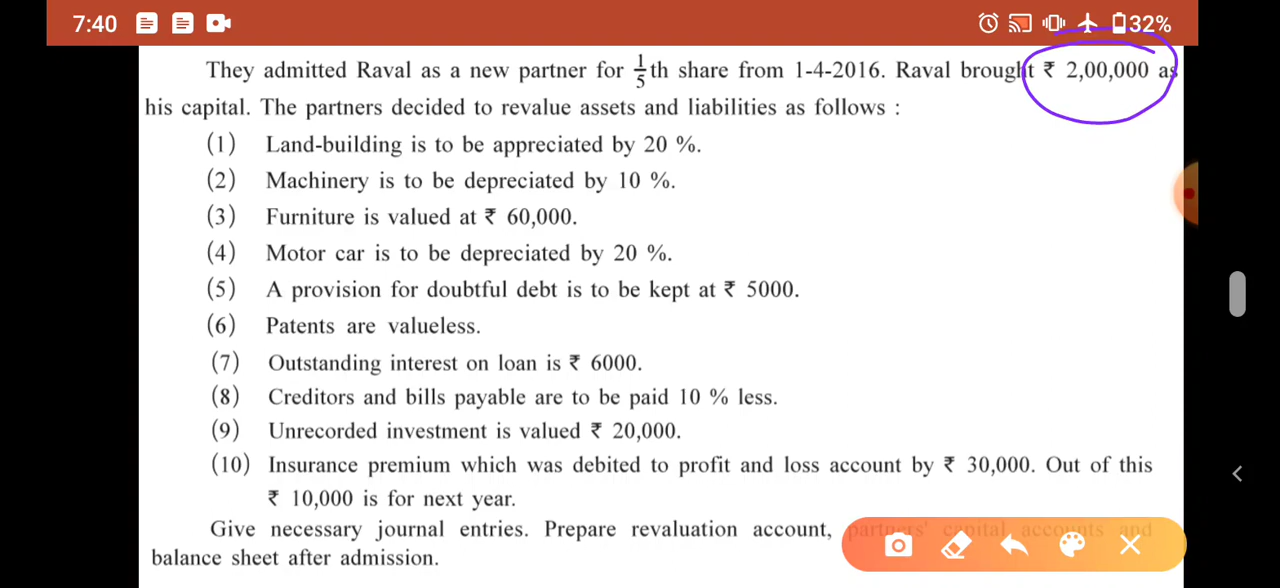 7:40 32%
They admitted Raval as a new partner for 1/5th share from 1-4-2016. Raval brought ₹ 2,00,000 as
his capital. The partners decided to revalue assets and liabilities as follows :
(1) Land-building is to be appreciated by 20 %.
(2) Machinery is to be depreciated by 10 %.
(3) Furniture is valued at ₹ 60,000.
(4) Motor car is to be depreciated by 20 %.
(5) A provision for doubtful debt is to be kept at ₹ 5000.
(6) Patents are valueless.
(7) Outstanding interest on loan is ₹ 6000.
(8) Creditors and bills payable are to be paid 10 % less.
(9) Unrecorded investment is valued ₹ 20,000.
(10) Insurance premium which was debited to profit and loss account by ₹ 30,000. Out of this
₹ 10,000 is for next year.
Give necessary journal entries. Prepare revaluation account, partners' capital accounts and
balance sheet after admission.